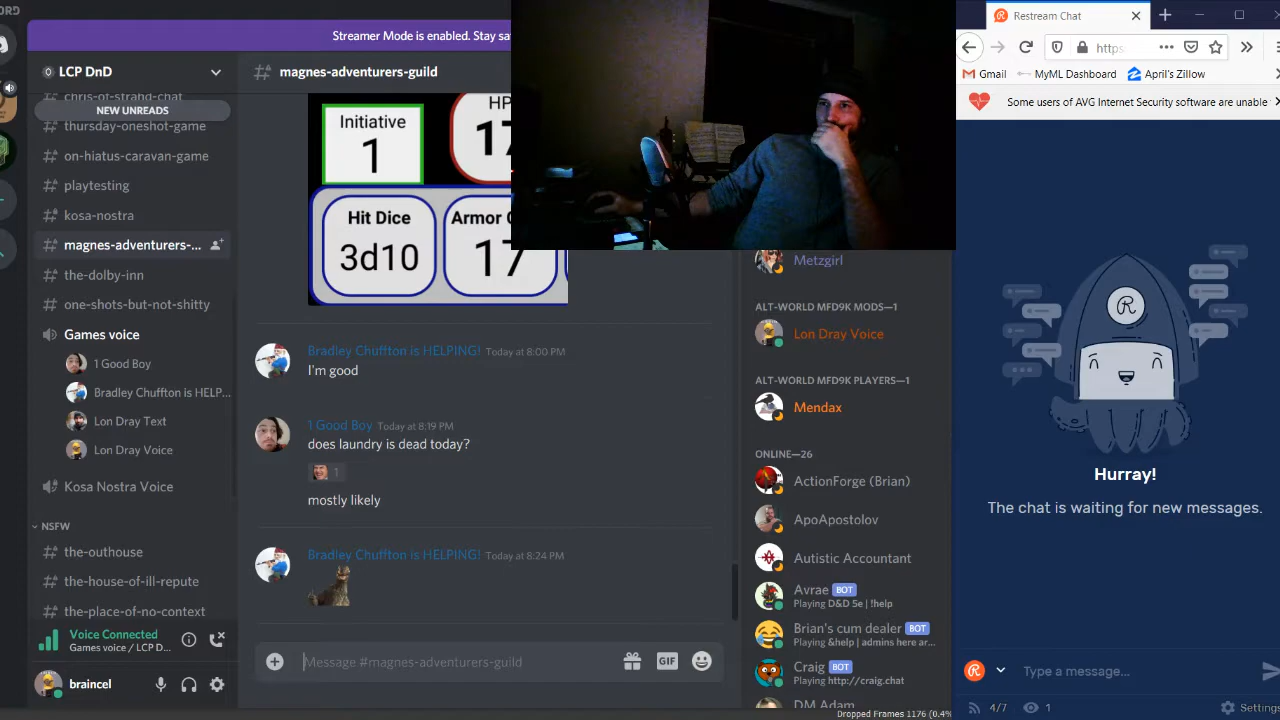 ORD
Streamer Mode is enabled. Stay sa
LCP DnD
chris-of-strahd-chat
NEW UNREADS
thursday-oneshot-game
on-hiatus-caravan-game
playtesting
kosa-nostra
magnes-adventurers-...
the-dolby-inn
one-shots-but-not-shitty
Games voice
1 Good Boy
Bradley Chuffton is HELP...
Lon Dray Text
Lon Dray Voice
Kosa Nostra Voice
NSFW
the-outhouse
the-house-of-ill-repute
the-place-of-no-context
Voice Connected
Games voice / LCP D...
raincel
magnes-adventurers-guild
Initiative
1
HP
17
Hit Dice
3d10
Armor C
17
Bradley Chuffton is HELPING! Today at 8:00 PM
I'm good
1 Good Boy Today at 8:19 PM
does laundry is dead today?
1
mostly likely
Bradley Chuffton is HELPING! Today at 8:24 PM
Message #magnes-adventurers-guild
GIF
Metzgirl
ALT-WORLD MFD9K MODS—1
Lon Dray Voice
ALT-WORLD MFD9K PLAYERS—1
Mendax
ONLINE—26
ActionForge (Brian)
ApoApostolov
Autistic Accountant
Avrae BOT
Playing D&D 5e | !help
Brian's cum dealer BOT
Playing &help | admins here ar...
Craig BOT
Playing http://craig.chat
DM Adam
Dropped Frames 1176 (0.4%
Restream Chat
https
Gmail
MyML Dashboard
April's Zillow
Some users of AVG Internet Security software are unable
R
Hurray!
The chat is waiting for new messages.
Type a message...
4/7
1
Settings